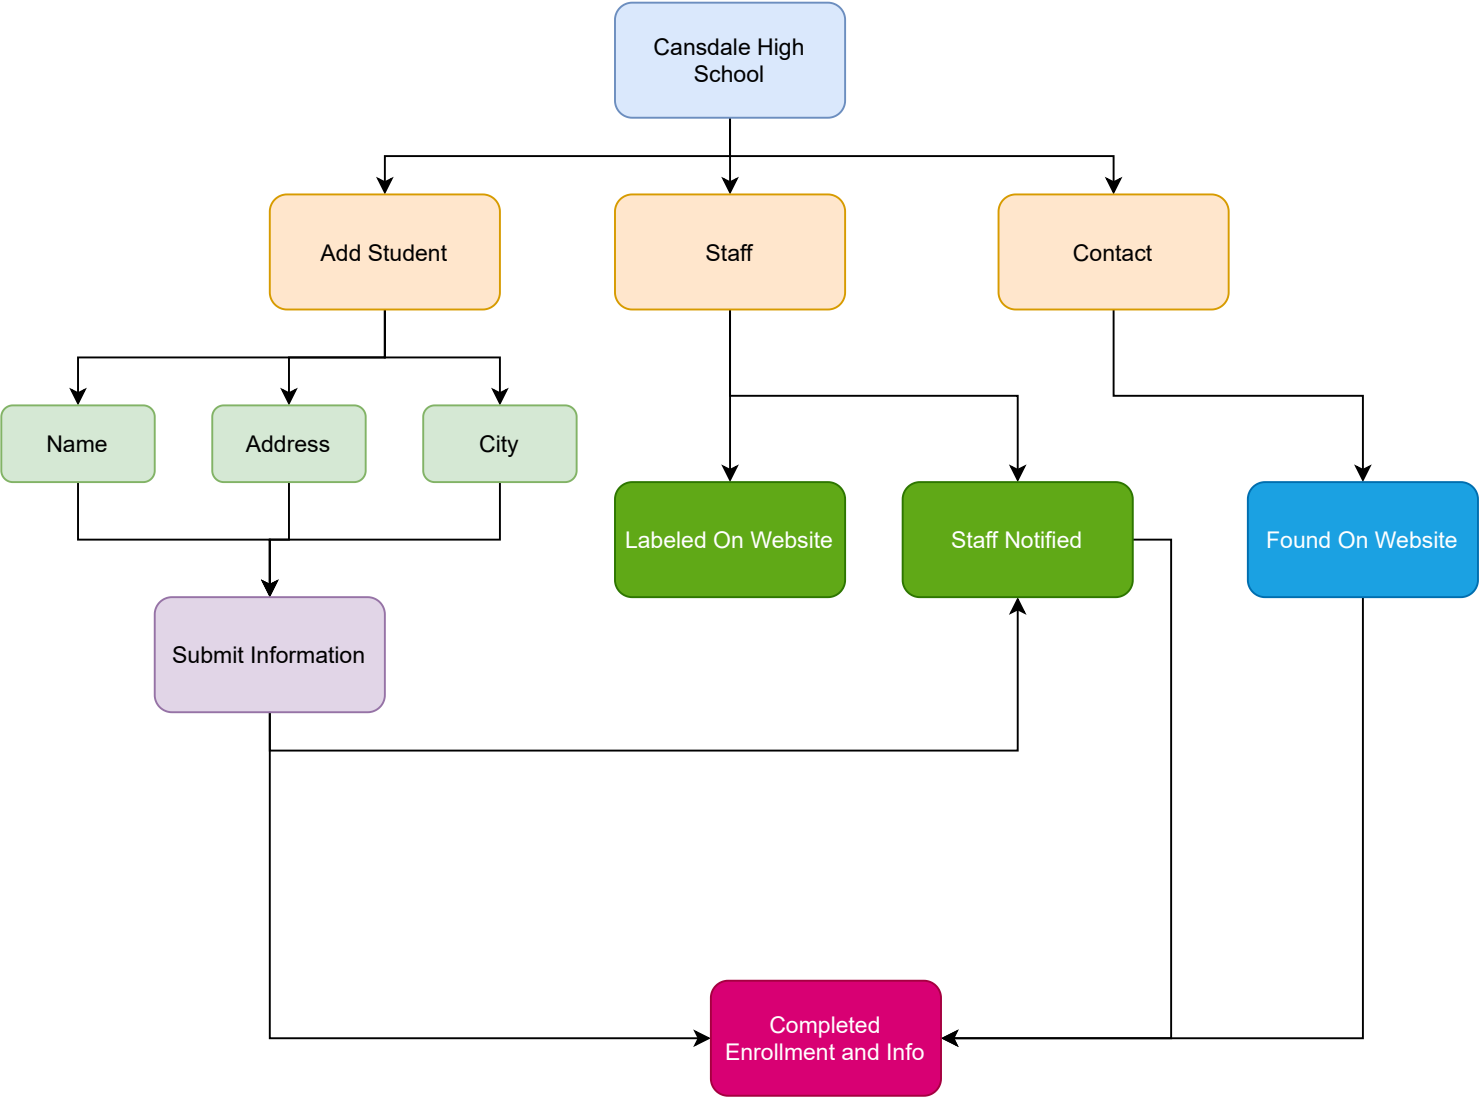 Cansdale High
School
Add Student
Staff
Contact
Name
Address
City
Labeled On Website
Staff Notified
Found On Website
Submit Information
Completed
Enrollment and Info